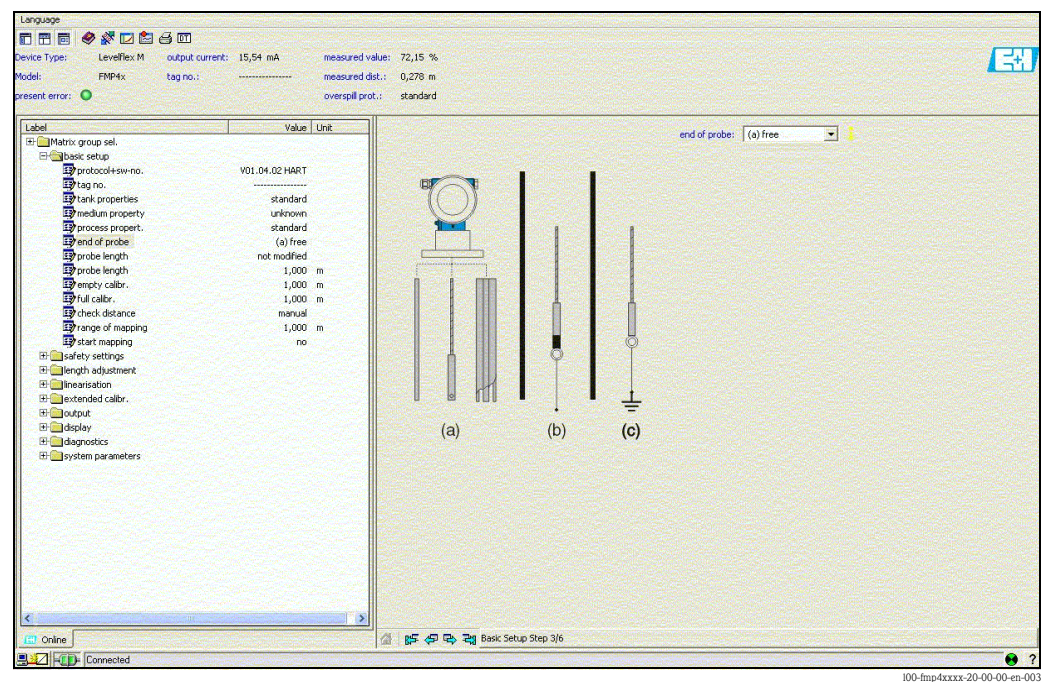 Language
Device Type: Levelflex M output current: 15,54 mA measured value: 72,15 %
Model: FMP4x tag no.: --------------- measured dist.: 0,278 m
present error: overspill prot.: standard
E+H
Label Value Unit
Matrix group sel.
basic setup
protocol+sw-no. V01.04.02 HART
tag no. ---------------
tank properties standard
medium property unknown
process propert. standard
end of probe (a) free
probe length not modified
probe length 1,000 m
empty calibr. 1,000 m
full calibr. 1,000 m
check distance manual
range of mapping 1,000 m
start mapping no
safety settings
length adjustment
linearisation
extended calibr.
output
display
diagnostics
system parameters
end of probe: (a) free
(a) (b) (c)
Online
Basic Setup Step 3/6
Connected
?
l00-fmp4xxxx-20-00-00-en-003